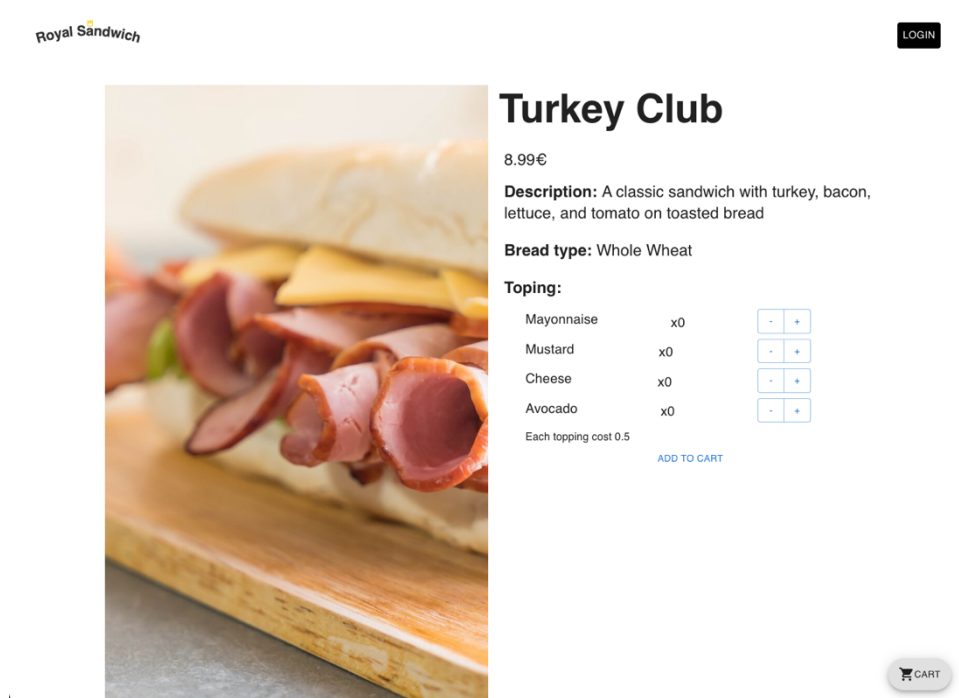 Royal Sandwich
LOGIN
Turkey Club
8.99€
Description: A classic sandwich with turkey, bacon,
lettuce, and tomato on toasted bread
Bread type: Whole Wheat
Toping:
Mayonnaise x0 - +
Mustard x0 - +
Cheese x0 - +
Avocado x0 - +
Each topping cost 0.5
ADD TO CART
CART